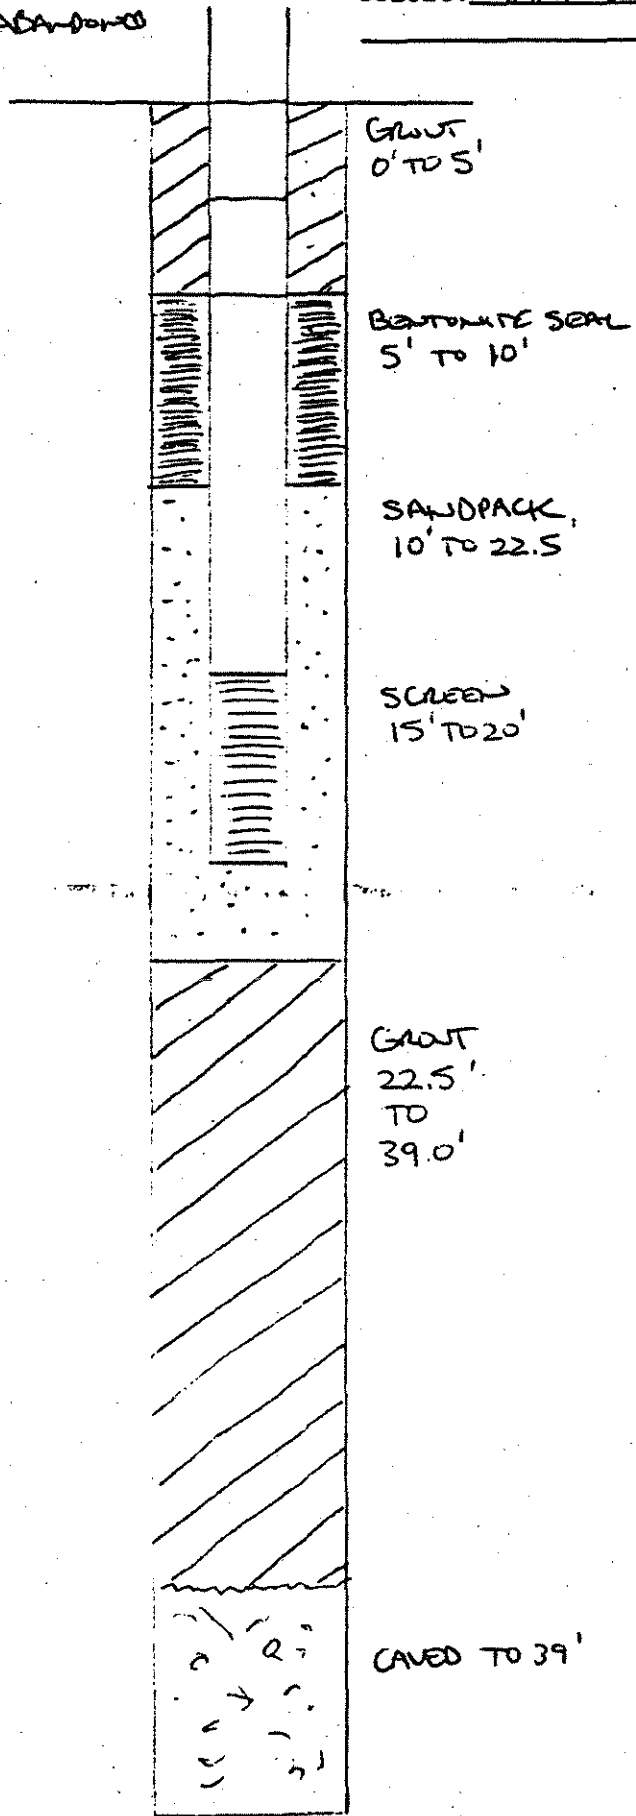 ABANDONED
GROUT
0' TO 5'
BENTONITE SEAL
5' TO 10'
SANDPACK,
10' TO 22.5
SCREEN
15' TO 20'
GROUT
22.5'
TO
39.0'
CAVED TO 39'